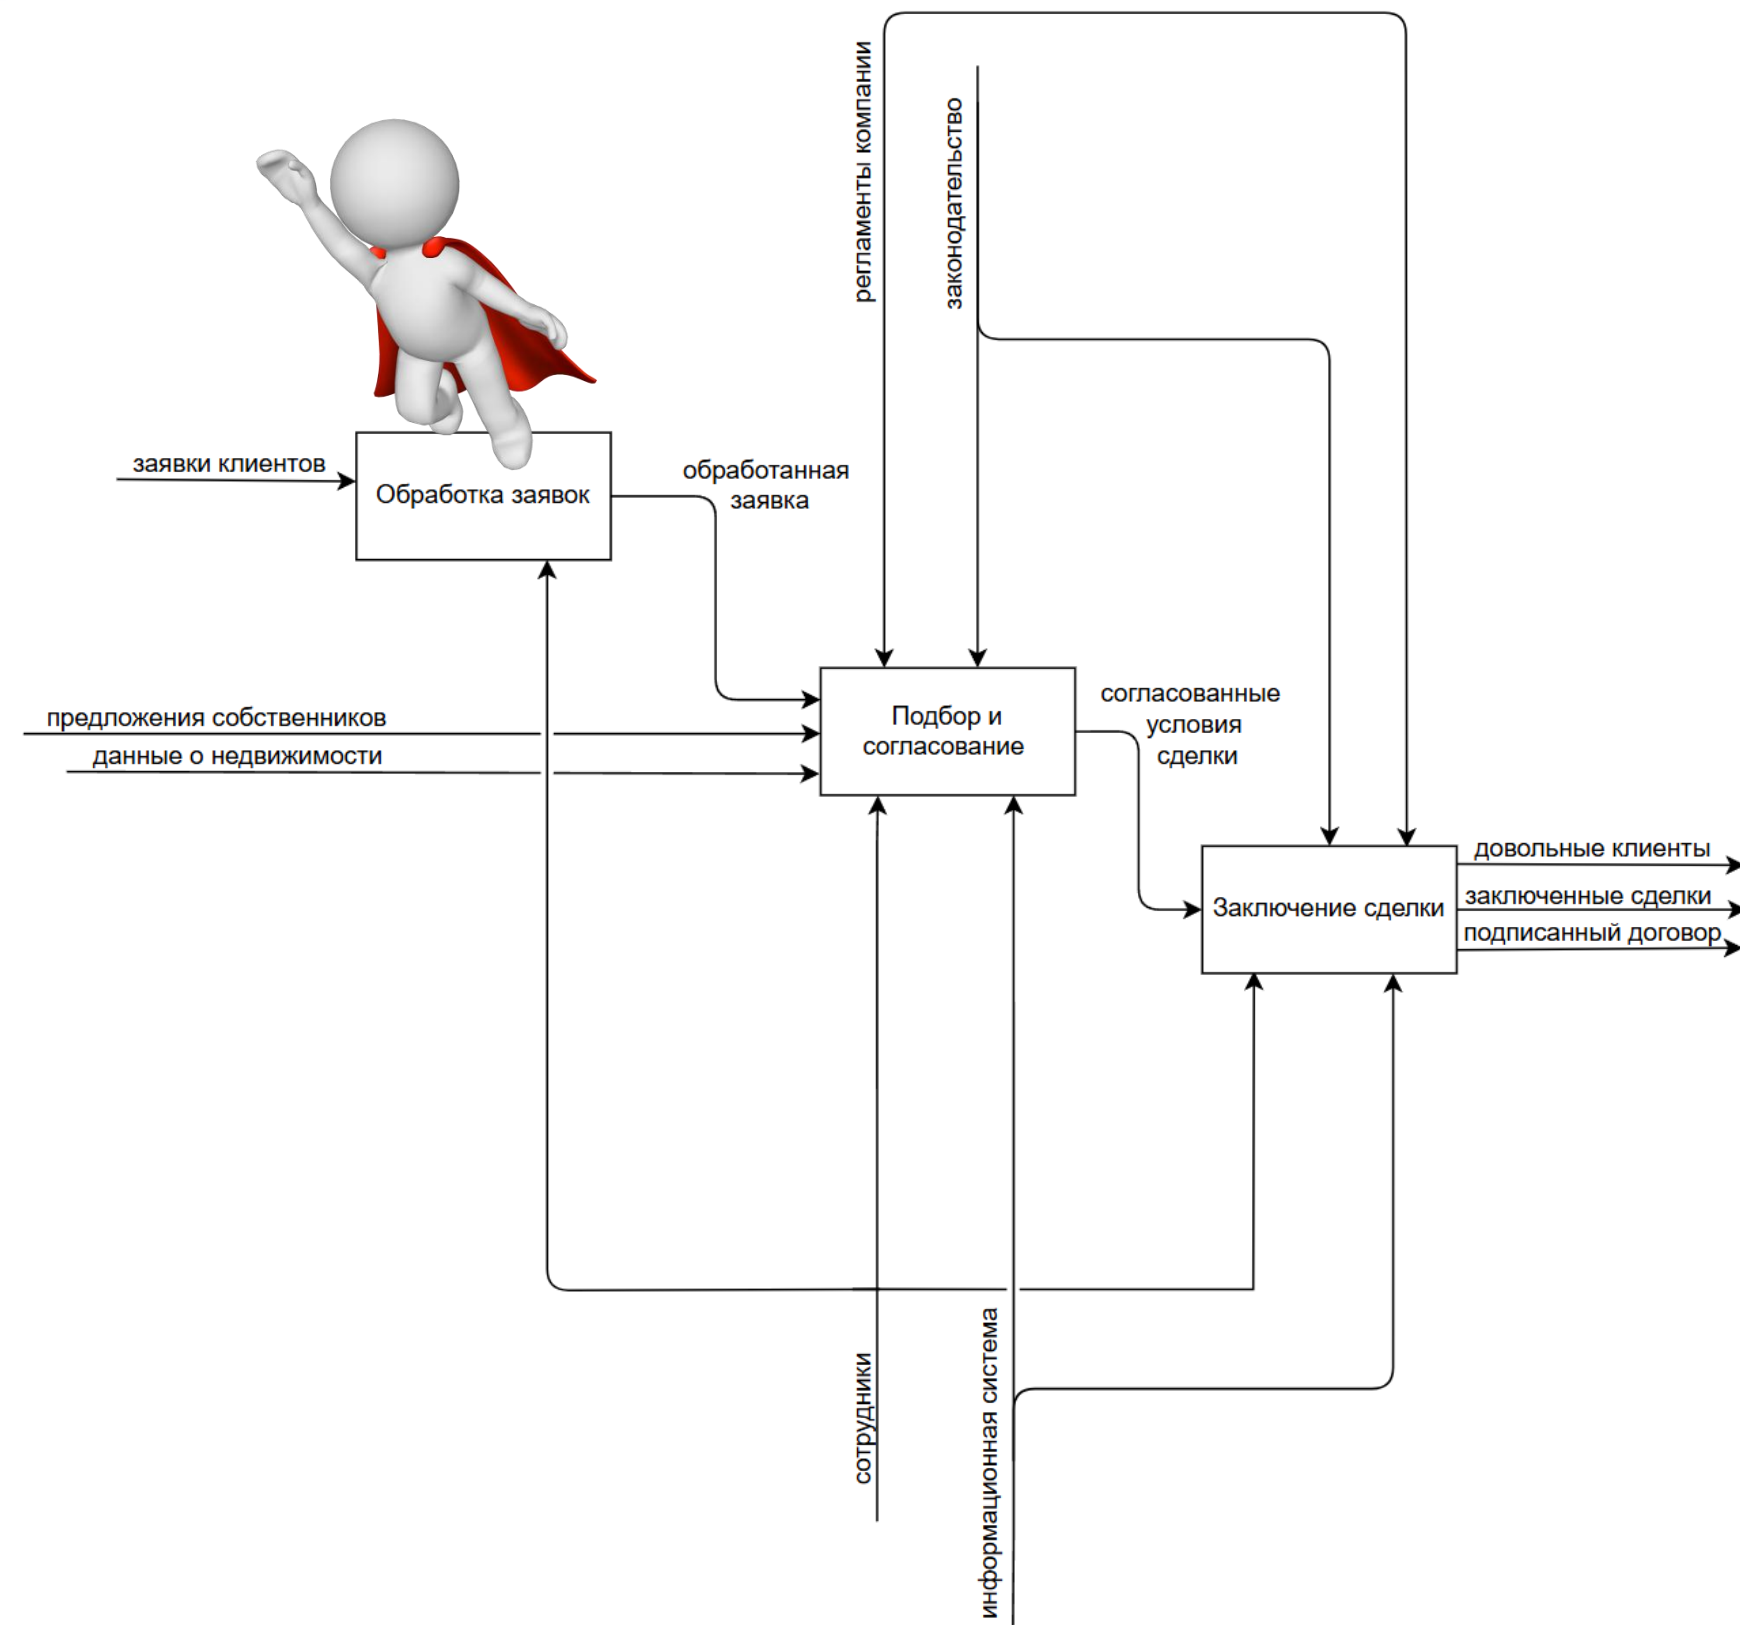 регламенты компании
законодательство
заявки клиентов
Обработка заявок
обработанная
заявка
предложения собственников
данные о недвижимости
Подбор и
согласование
согласованные
условия
сделки
Заключение сделки
довольные клиенты
заключенные сделки
подписанный договор
сотрудники
информационная система